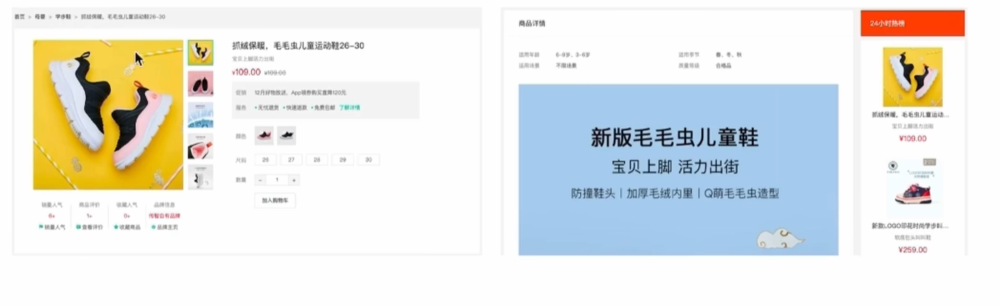 首页 > 母婴 > 学步鞋 > 抓绒保暖，毛毛虫儿童运动鞋26-30
抓绒保暖，毛毛虫儿童运动鞋26-30
宝贝上脚活力出街
¥109.00 ¥109.00
促销 12月好物放送，App领券购买直降120元
服务 •无忧退货 •快速退款 •免费包邮 了解详情
颜色
尺码 26 27 28 29 30
数量 - 1 +
加入购物车
销量人气 商品评价 收藏人气 品牌信息
6+ 1+ 0+ 传智自有品牌
销量人气 查看评价 收藏商品 品牌主页
商品详情
适用年龄 6-9岁、3-6岁 适用季节 春、冬、秋
适用场景 不限场景 质量等级 合格品
新版毛毛虫儿童鞋
宝贝上脚 活力出街
防撞鞋头 | 加厚毛绒内里 | Q萌毛毛虫造型
24小时热榜
抓绒保暖，毛毛虫儿童运动...
宝贝上脚活力出街
¥109.00
新款LOGO印花时尚学步叫...
软底包头叫叫鞋
¥259.00